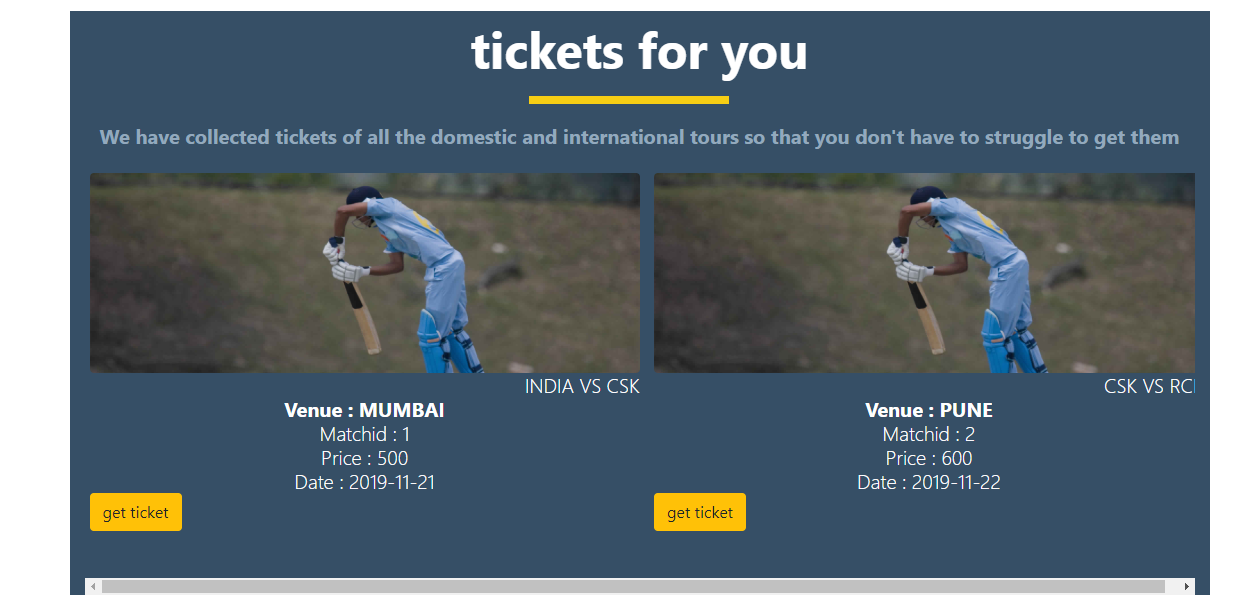 tickets for you
We have collected tickets of all the domestic and international tours so that you don't have to struggle to get them
INDIA VS CSK
Venue : MUMBAI
Matchid : 1
Price : 500
Date : 2019-11-21
get ticket
CSK VS
Venue : PUNE
Matchid : 2
Price : 600
Date : 2019-11-22
get ticket